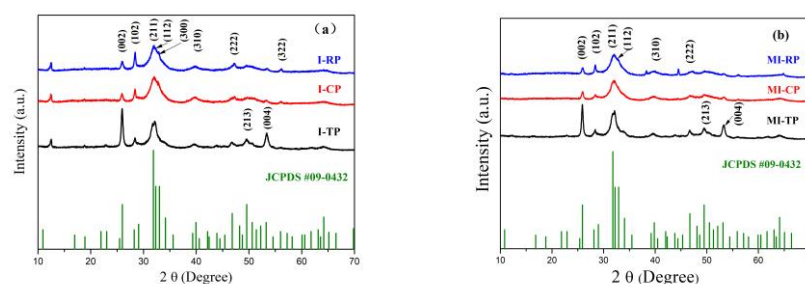 (a)
(002)
(102)
(211)
(112)
(300)
(310)
(222)
(322)
I-RP
I-CP
I-TP
(213)
(004)
JCPDS #09-0432
Intensity (a.u.)
10 20 30 40 50 60 70
2 θ (Degree)
(b)
(002)
(102)
(211)
(112)
(310)
(222)
MI-RP
MI-CP
MI-TP
(213)
(004)
JCPDS #09-0432
Intensity (a.u.)
10 20 30 40 50 60
2 θ (Degree)